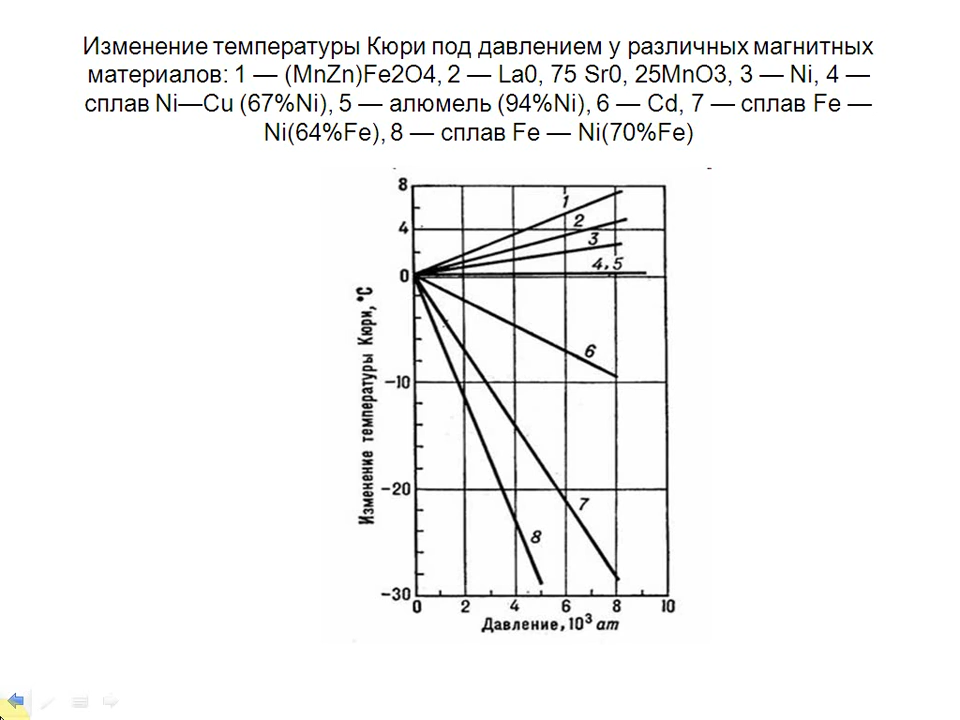 Изменение температуры Кюри под давлением у различных магнитных
материалов: 1 — (MnZn)Fe2O4, 2 — La0, 75 Sr0, 25MnO3, 3 — Ni, 4 —
сплав Ni—Cu (67%Ni), 5 — алюмель (94%Ni), 6 — Cd, 7 — сплав Fe —
Ni(64%Fe), 8 — сплав Fe — Ni(70%Fe)
8
4
0
−10
−20
−30
Изменение температуры Кюри, °С
1
2
3
4,5
6
7
8
0 2 4 6 8 10
Давление, 10³ ат